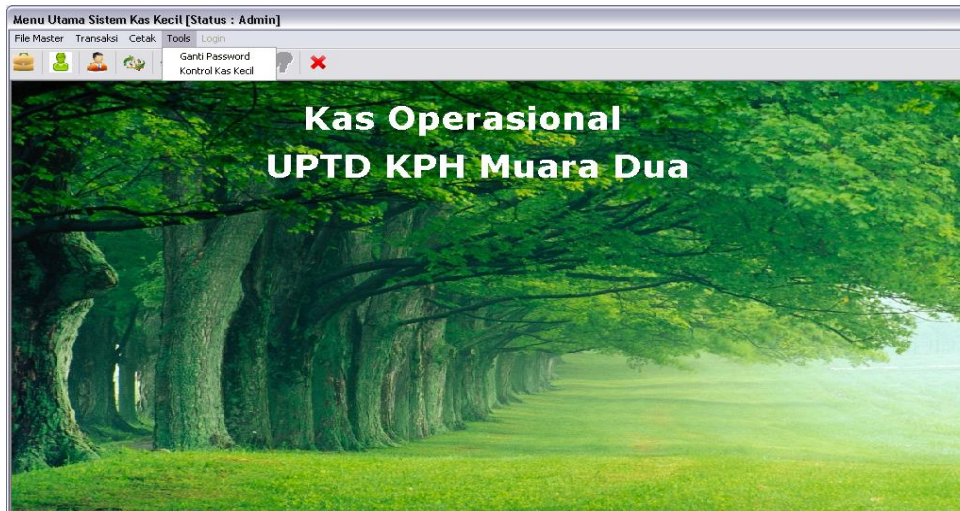 Menu Utama Sistem Kas Kecil [Status : Admin]
File Master Transaksi Cetak Tools Login
Ganti Password
Kontrol Kas Kecil
Kas Operasional
UPTD KPH Muara Dua